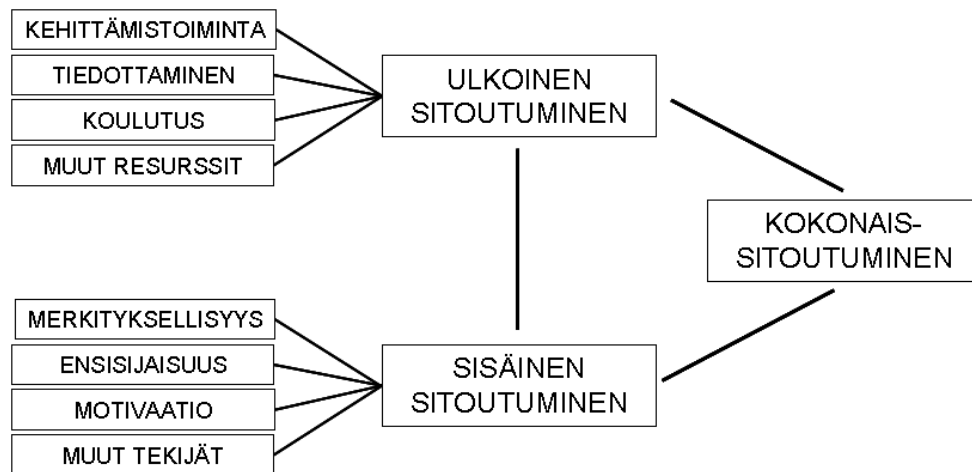 KEHITTÄMISTOIMINTA
TIEDOTTAMINEN
KOULUTUS
MUUT RESURSSIT
ULKOINEN
SITOUTUMINEN
KOKONAIS-
SITOUTUMINEN
MERKITYKSELLISYYS
ENSISIJAISUUS
MOTIVAATIO
MUUT TEKIJÄT
SISÄINEN
SITOUTUMINEN